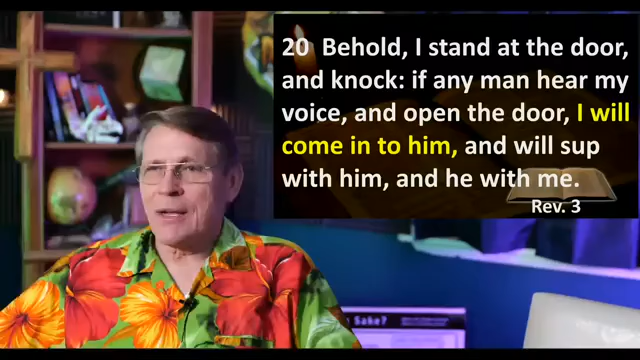 20 Behold, I stand at the door,
and knock: if any man hear my
voice, and open the door, I will
come in to him, and will sup
with him, and he with me.
Rev. 3
Sake?